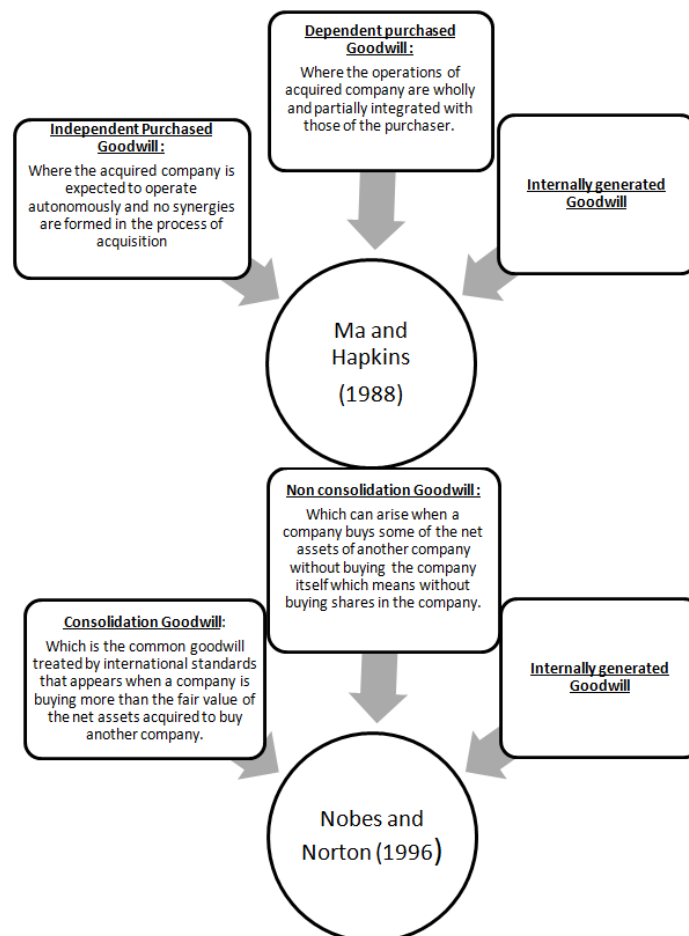 Dependent purchased
Goodwill :
Where the operations of
acquired company are wholly
and partially integrated with
those of the purchaser.
Independent Purchased
Goodwill :
Where the acquired company is
expected to operate
autonomously and no synergies
are formed in the process of
acquisition
Internally generated
Goodwill
Ma and
Hapkins
(1988)
Non consolidation Goodwill :
Which can arise when a
company buys some of the net
assets of another company
without buying the company
itself which means without
buying shares in the company.
Consolidation Goodwill:
Which is the common goodwill
treated by international standards
that appears when a company is
buying more than the fair value of
the net assets acquired to buy
another company.
Internally generated
Goodwill
Nobes and
Norton (1996)